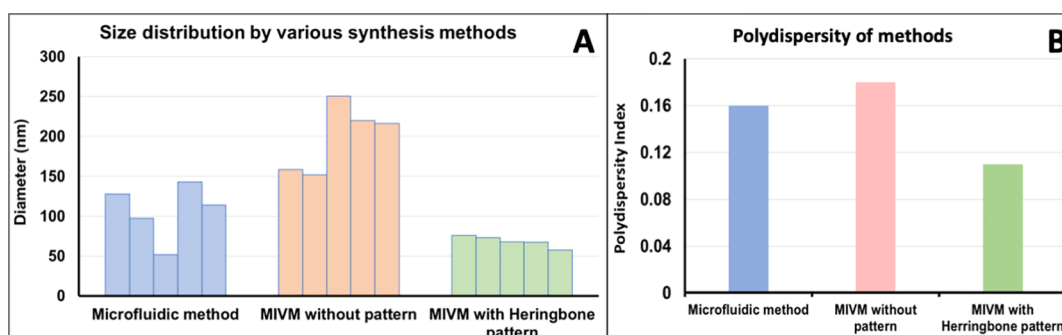 Size distribution by various synthesis methods
A
300
250
200
150
100
50
0
Diameter (nm)
Microfluidic method
MIVM without pattern
MIVM with Heringbone
pattern
Polydispersity of methods
B
0.2
0.16
0.12
0.08
0.04
0
Polydispersity Index
Microfluidic method
MIVM without
pattern
MIVM with
Herringbone pattern